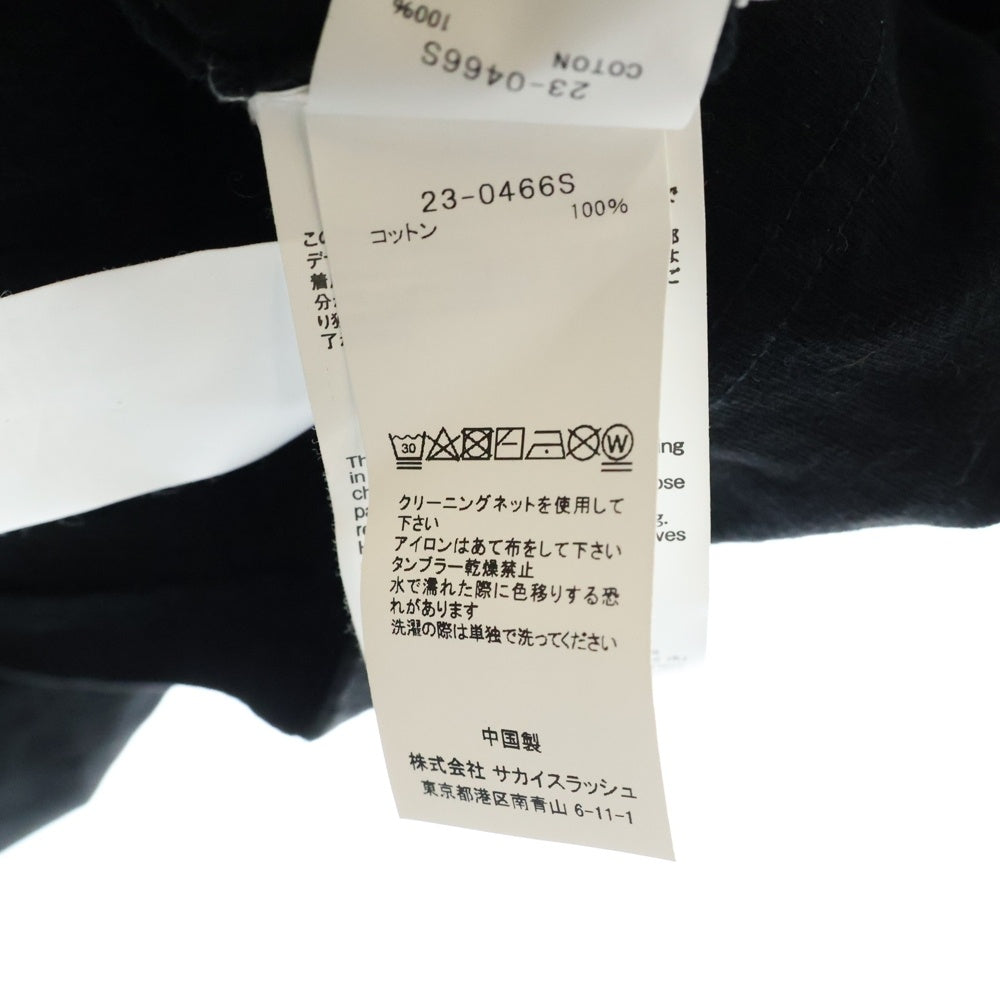 100%
COTON
23-0466S
23-0466S
コットン 100%
30
W
クリーニングネットを使用して
下さい
アイロンはあて布をして下さい
タンブラー乾燥禁止
水で濡れた際に色移りする恐
れがあります
洗濯の際は単独で洗ってください
中国製
株式会社 サカイスラッシュ
東京都港区南青山 6-11-1